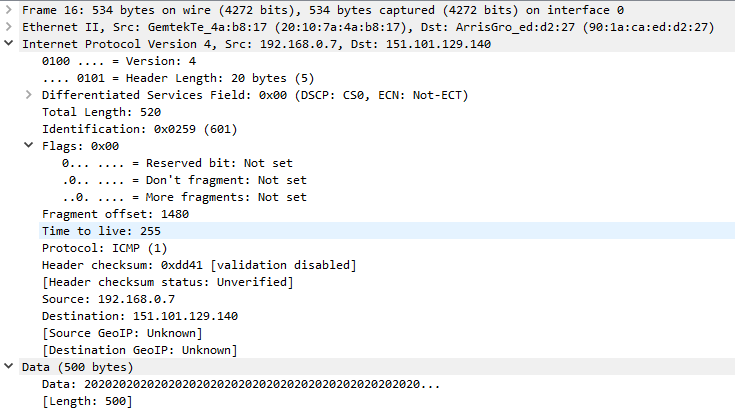 Frame 16: 534 bytes on wire (4272 bits), 534 bytes captured (4272 bits) on interface 0
Ethernet II, Src: GemtekTe_4a:b8:17 (20:10:7a:4a:b8:17), Dst: ArrisGro_ed:d2:27 (90:1a:ca:ed:d2:27)
Internet Protocol Version 4, Src: 192.168.0.7, Dst: 151.101.129.140
0100 .... = Version: 4
.... 0101 = Header Length: 20 bytes (5)
Differentiated Services Field: 0x00 (DSCP: CS0, ECN: Not-ECT)
Total Length: 520
Identification: 0x0259 (601)
Flags: 0x00
0... .... = Reserved bit: Not set
.0.. .... = Don't fragment: Not set
..0. .... = More fragments: Not set
Fragment offset: 1480
Time to live: 255
Protocol: ICMP (1)
Header checksum: 0xdd41 [validation disabled]
[Header checksum status: Unverified]
Source: 192.168.0.7
Destination: 151.101.129.140
[Source GeoIP: Unknown]
[Destination GeoIP: Unknown]
Data (500 bytes)
Data: 202020202020202020202020202020202020202020202020...
[Length: 500]